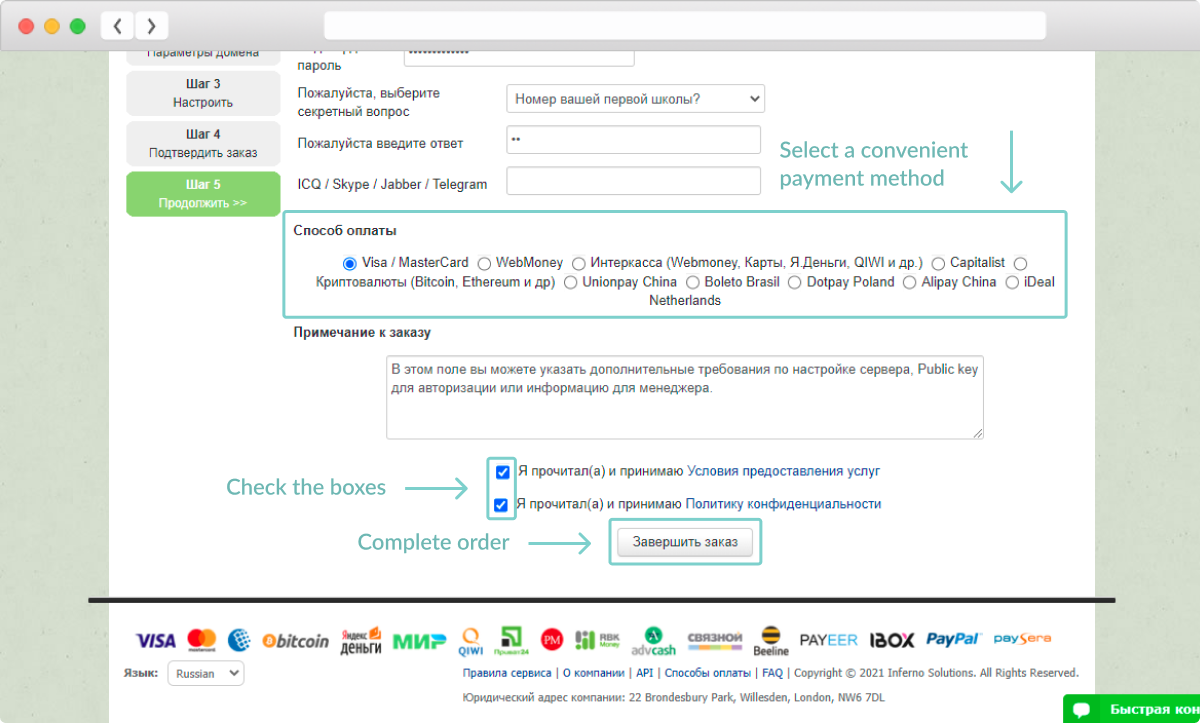 Параметры домена
пароль
Шаг 3
Настроить
Пожалуйста, выберите
секретный вопрос
Номер вашей первой школы?
Шаг 4
Подтвердить заказ
Пожалуйста введите ответ
Select a convenient
payment method
Шаг 5
Продолжить >>
ICQ / Skype / Jabber / Telegram
Способ оплаты
Visa / MasterCard WebMoney Интеркасса (Webmoney, Карты, Я.Деньги, QIWI и др.) Capitalist
Криптовалюты (Bitcoin, Ethereum и др) Unionpay China Boleto Brasil Dotpay Poland Alipay China iDeal
Netherlands
Примечание к заказу
В этом поле вы можете указать дополнительные требования по настройке сервера, Public key
для авторизации или информацию для менеджера.
Check the boxes
Я прочитал(а) и принимаю Условия предоставления услуг
Я прочитал(а) и принимаю Политику конфиденциальности
Complete order
Завершить заказ
VISA mastercard bitcoin Яндекс деньги МИР QIWI Приват24 PM RBK Money advcash СВЯЗНОЙ Beeline PAYEER IBOX PayPal paysera
Язык: Russian
Правила сервиса | О компании | API | Способы оплаты | FAQ | Copyright © 2021 Inferno Solutions. All Rights Reserved.
Юридический адрес компании: 22 Brondesbury Park, Willesden, London, NW6 7DL
Быстрая кон